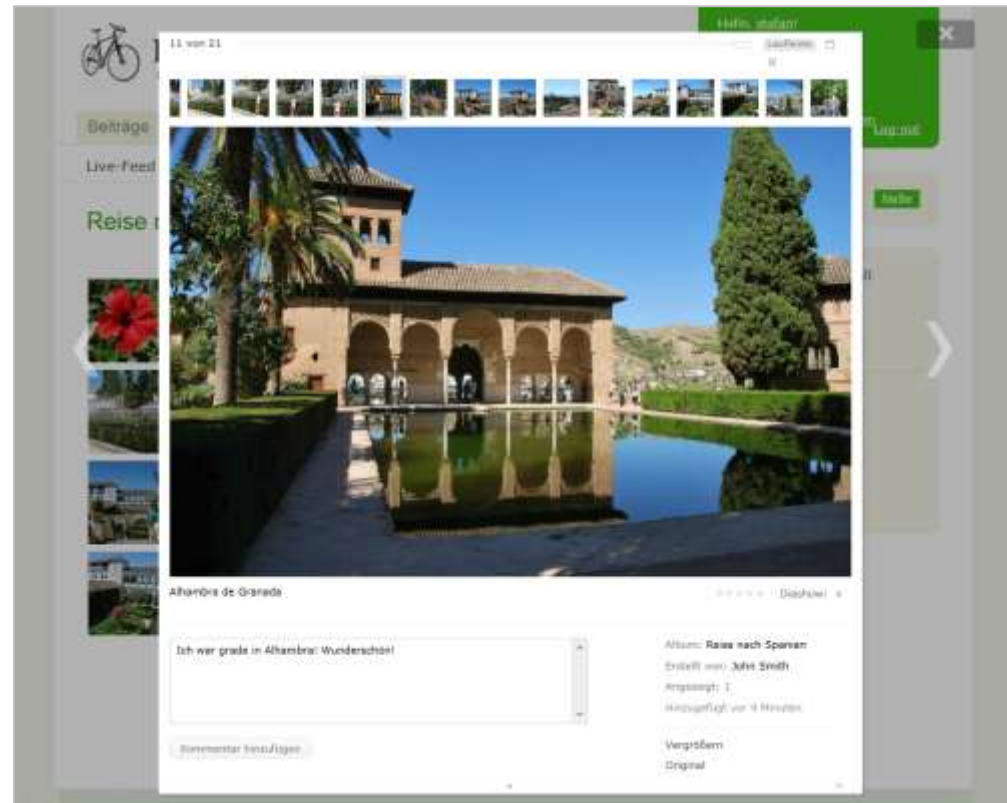 Hallo, stefan!
11 von 21
Beiträge
Log out
Live-Feed
Reise
Suche
Alhambra de Granada
Diashow:
Ich war grade in Alhambra! Wunderschön!
Album: Reise nach Spanien
Erstellt von: John Smith
Angezeigt: 1
Hinzugefügt vor 9 Minuten
Kommentar hinzufügen
Vergrößern
Original